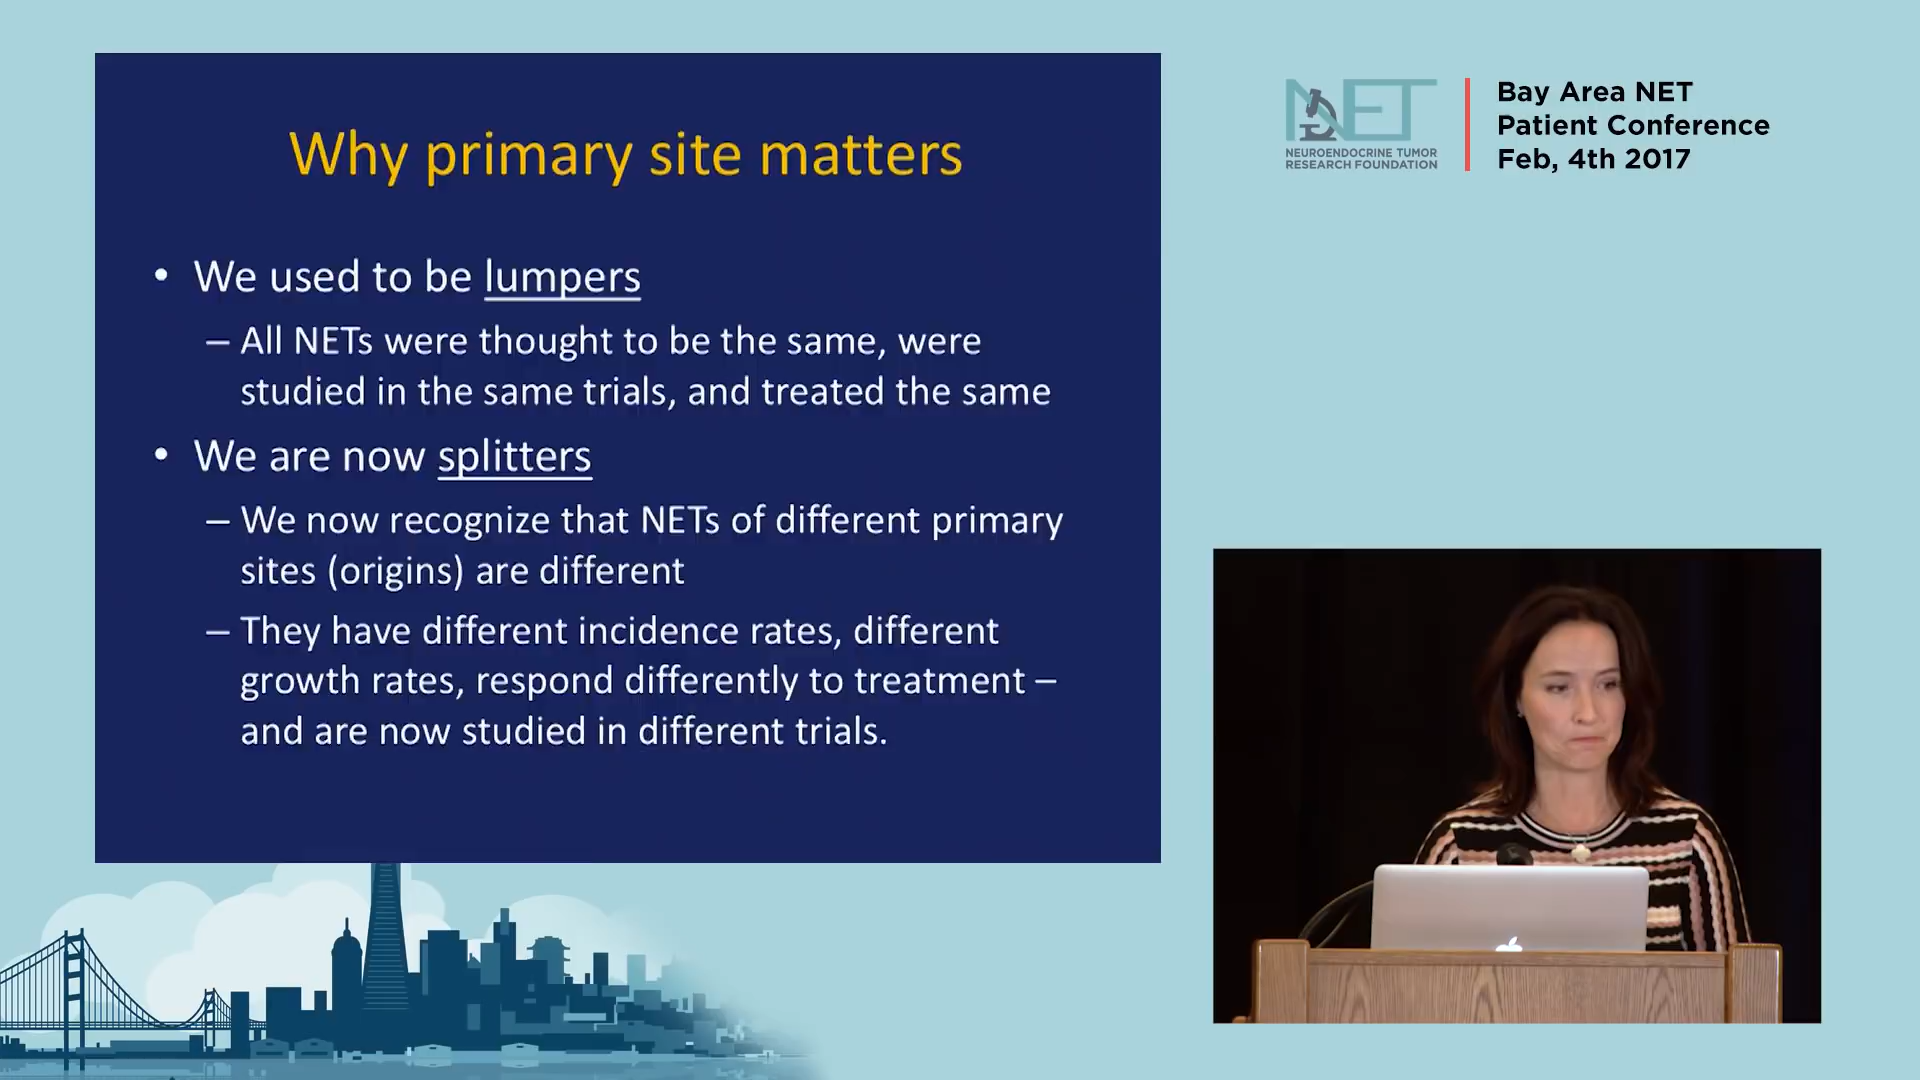 Why primary site matters
• We used to be lumpers
– All NETs were thought to be the same, were
studied in the same trials, and treated the same
• We are now splitters
– We now recognize that NETs of different primary
sites (origins) are different
– They have different incidence rates, different
growth rates, respond differently to treatment –
and are now studied in different trials.
NET
NEUROENDOCRINE TUMOR
RESEARCH FOUNDATION
Bay Area NET
Patient Conference
Feb, 4th 2017